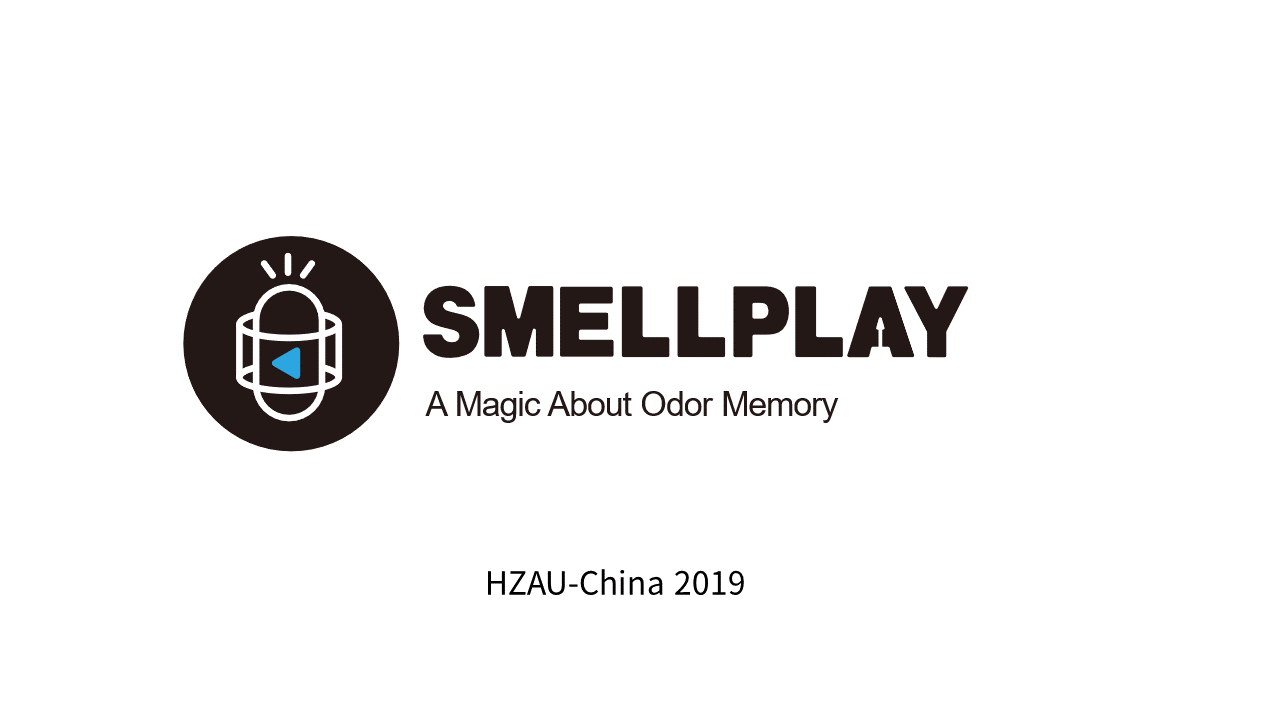 SMELLPLAY
A Magic About Odor Memory
HZAU-China 2019